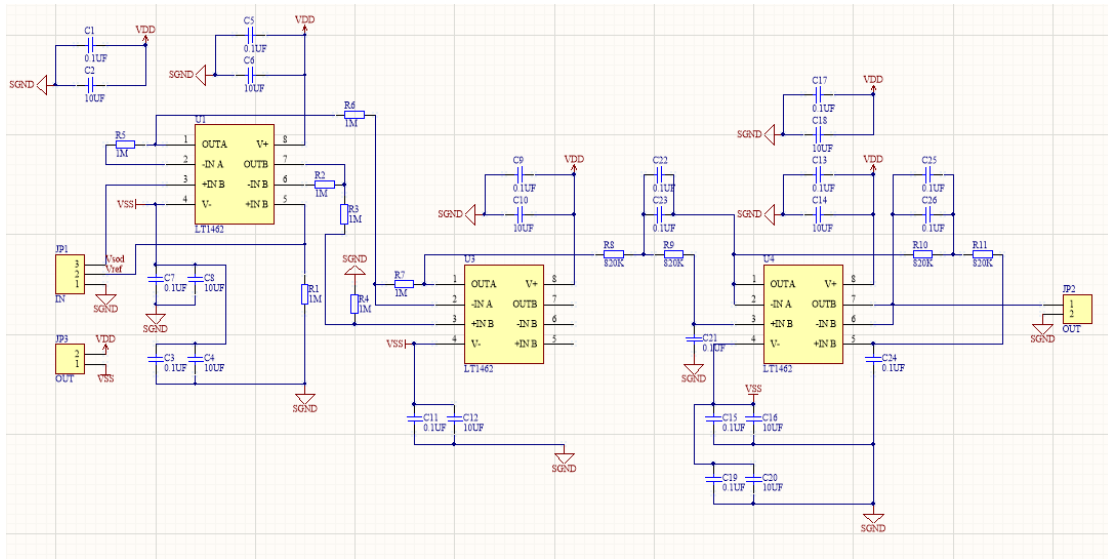 C1
0.1UF
VDD
C2
10UF
SGND
C5
0.1UF
VDD
C6
10UF
SGND
U1
R5
1M
R6
1M
1
OUTA
V+
8
2
-IN A
OUTB
7
3
+IN B
-IN B
6
4
V-
+IN B
5
LT1462
VSS
R2
1M
R3
1M
JP1
3
2
1
IN
Vsod
Vref
SGND
C7
0.1UF
C8
10UF
SGND
R1
1M
JP3
2
1
OUT
VDD
VSS
C3
0.1UF
C4
10UF
SGND
SGND
R4
1M
R7
1M
C9
0.1UF
VDD
C10
10UF
SGND
U3
1
OUTA
V+
8
2
-IN A
OUTB
7
3
+IN B
-IN B
6
4
V-
+IN B
5
LT1462
VSS
C11
0.1UF
C12
10UF
SGND
C22
0.1UF
C23
0.1UF
R8
820K
R9
820K
C21
0.1UF
SGND
C17
0.1UF
VDD
C18
10UF
SGND
C13
0.1UF
VDD
C14
10UF
SGND
U4
1
OUTA
V+
8
2
-IN A
OUTB
7
3
+IN B
-IN B
6
4
V-
+IN B
5
LT1462
C25
0.1UF
C26
0.1UF
R10
820K
R11
820K
JP2
1
2
OUT
SGND
C24
0.1UF
VSS
C15
0.1UF
C16
10UF
C19
0.1UF
C20
10UF
SGND